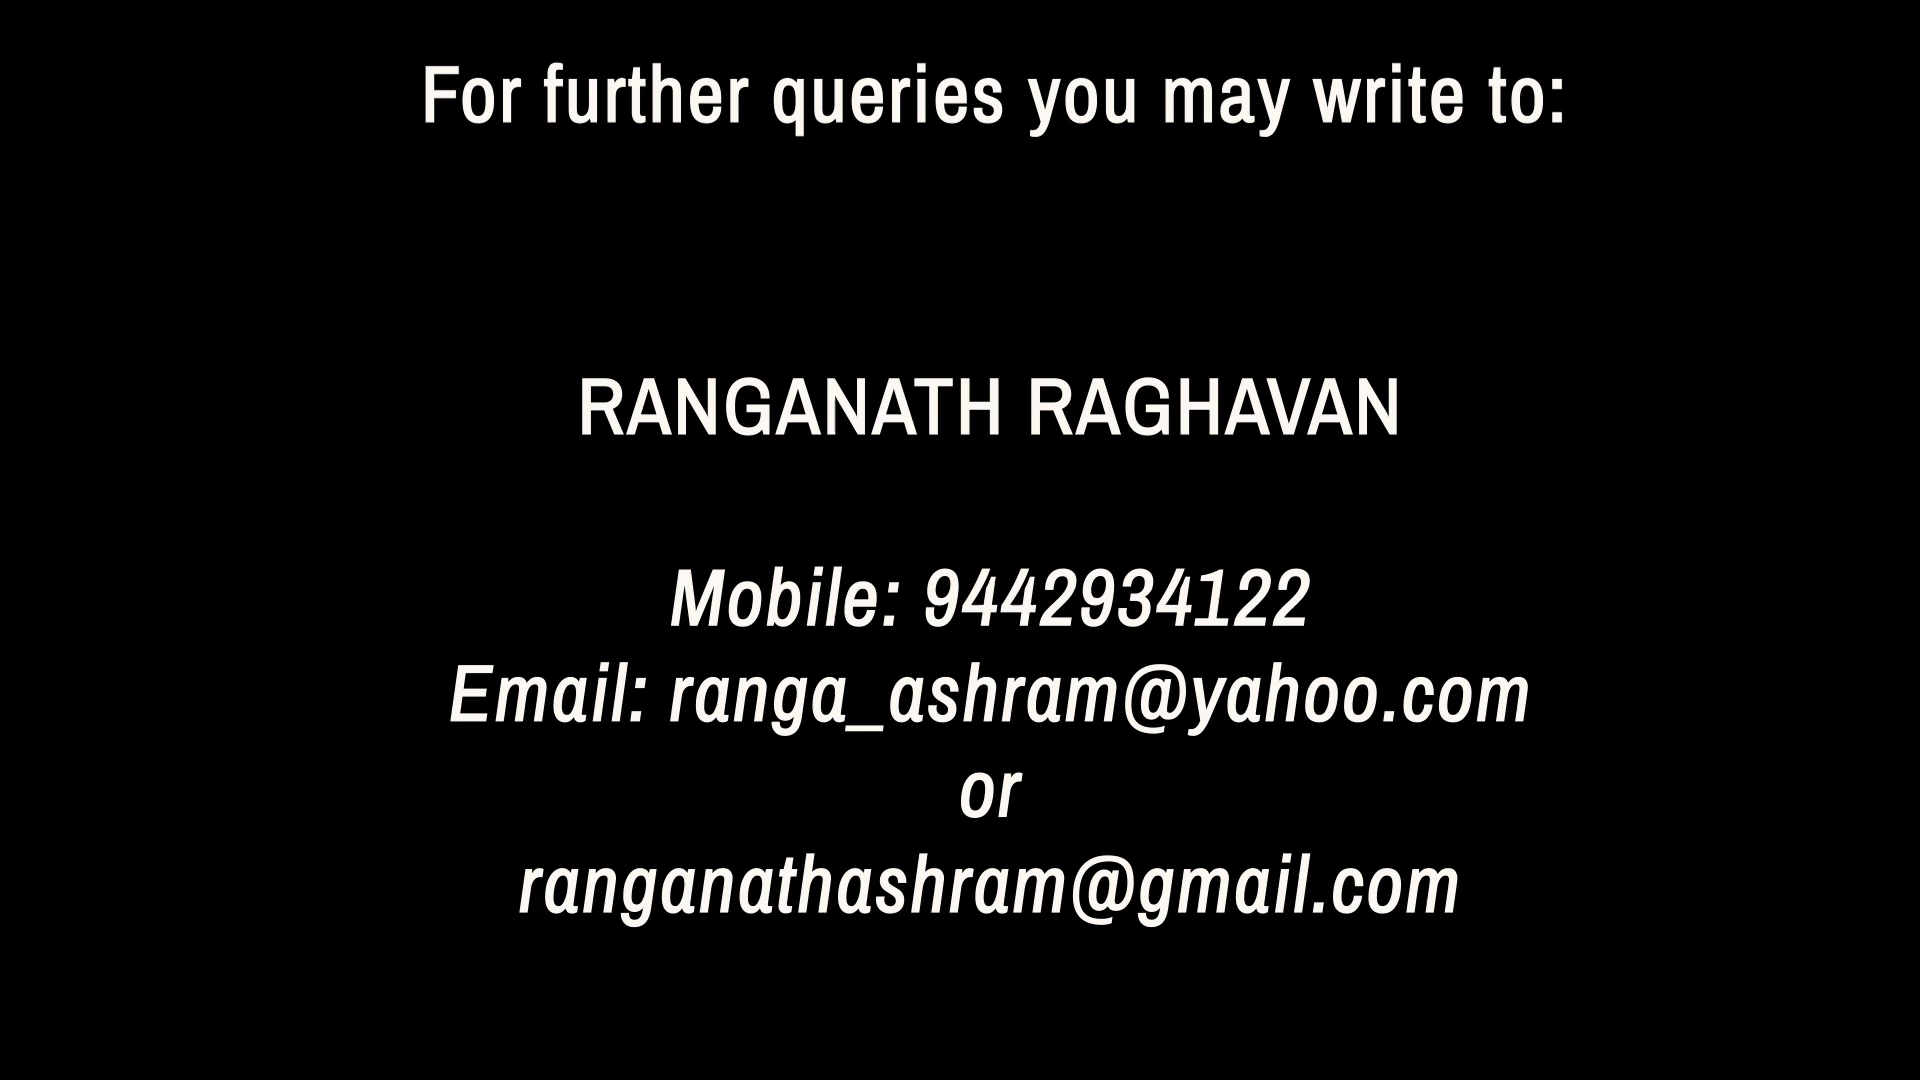 For further queries you may write to:
RANGANATH RAGHAVAN
Mobile: 9442934122
Email: ranga_ashram@yahoo.com
or
ranganathashram@gmail.com